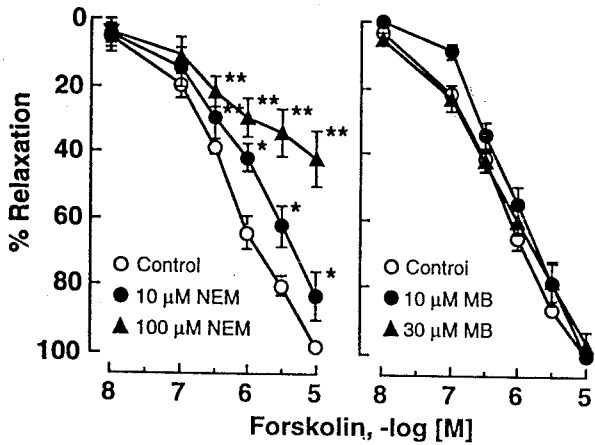 % Relaxation
0
20
40
60
80
100
**
**
**
**
**
*
*
*
Control
10 µM NEM
100 µM NEM
8
7
6
5
Control
10 µM MB
30 µM MB
8
7
6
5
Forskolin, -log [M]